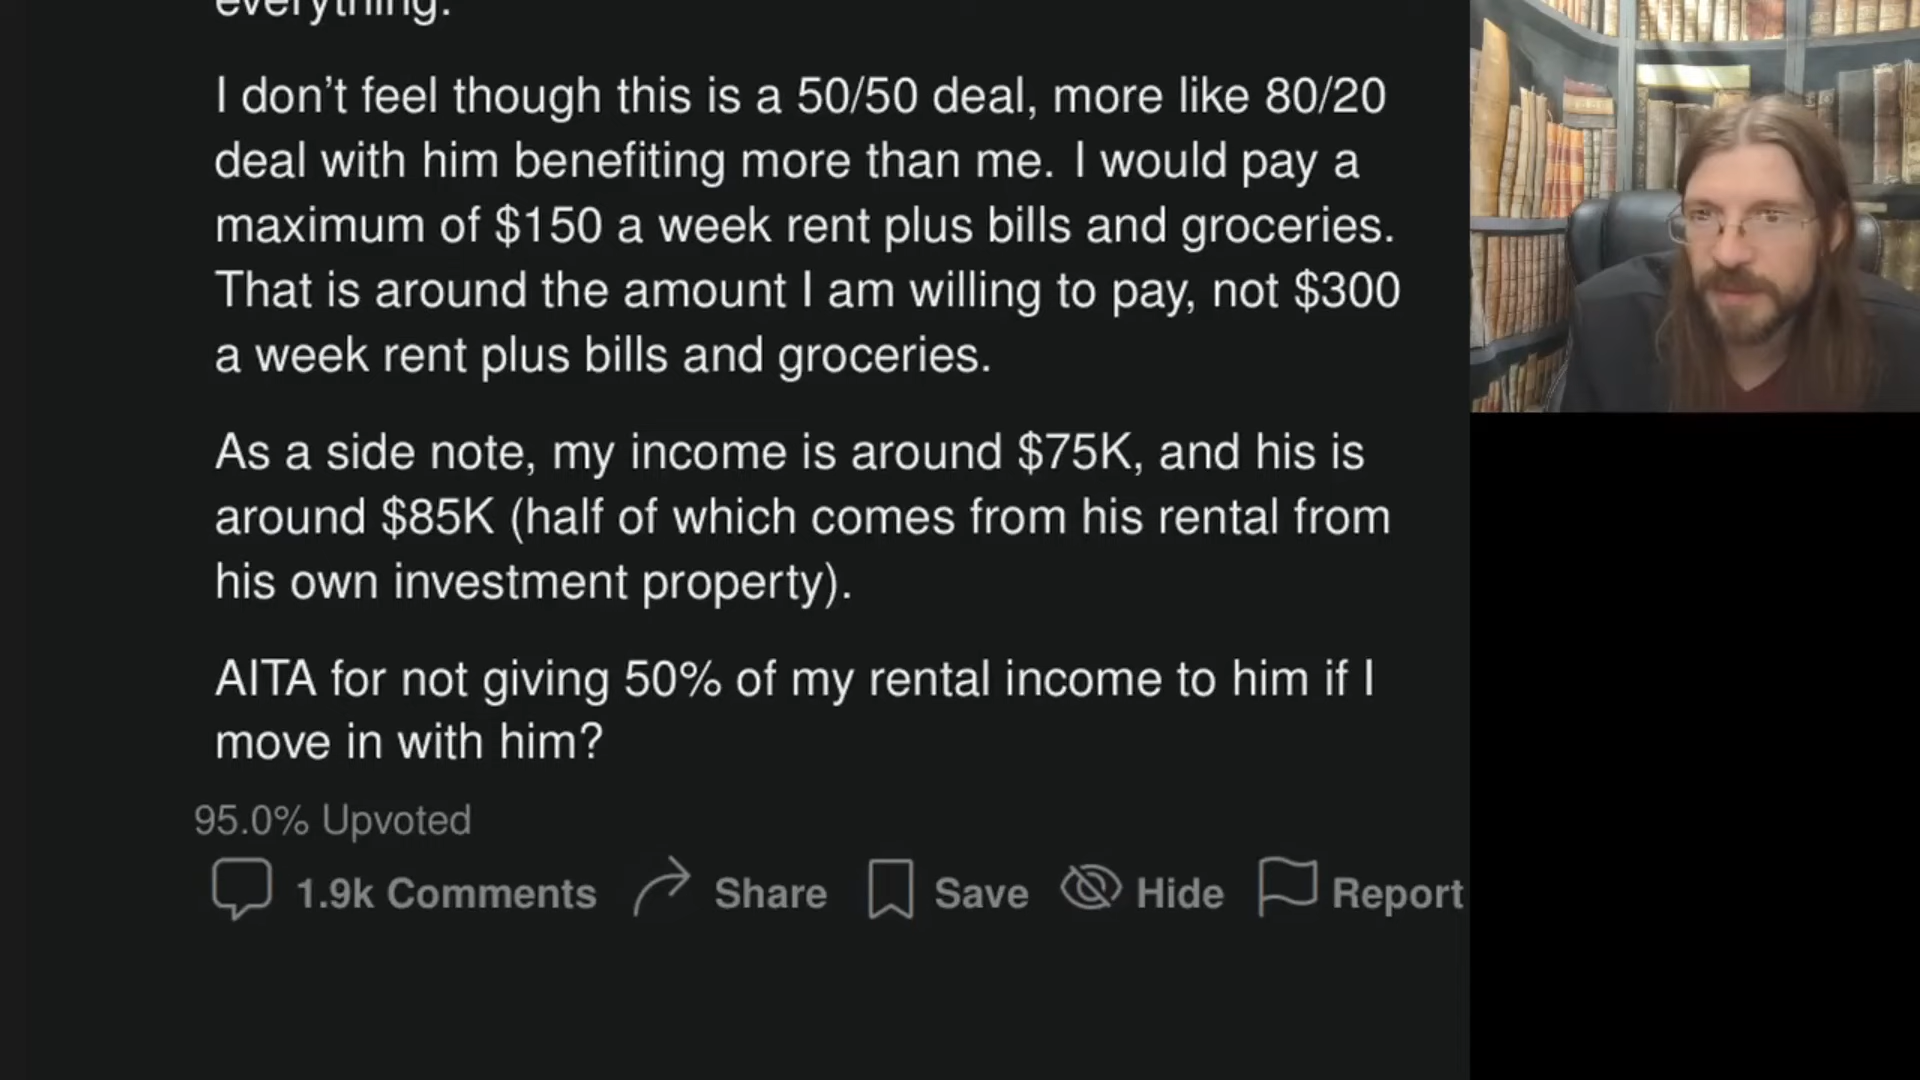 everything.
I don’t feel though this is a 50/50 deal, more like 80/20
deal with him benefiting more than me. I would pay a
maximum of $150 a week rent plus bills and groceries.
That is around the amount I am willing to pay, not $300
a week rent plus bills and groceries.
As a side note, my income is around $75K, and his is
around $85K (half of which comes from his rental from
his own investment property).
AITA for not giving 50% of my rental income to him if I
move in with him?
95.0% Upvoted
1.9k Comments Share Save Hide Report